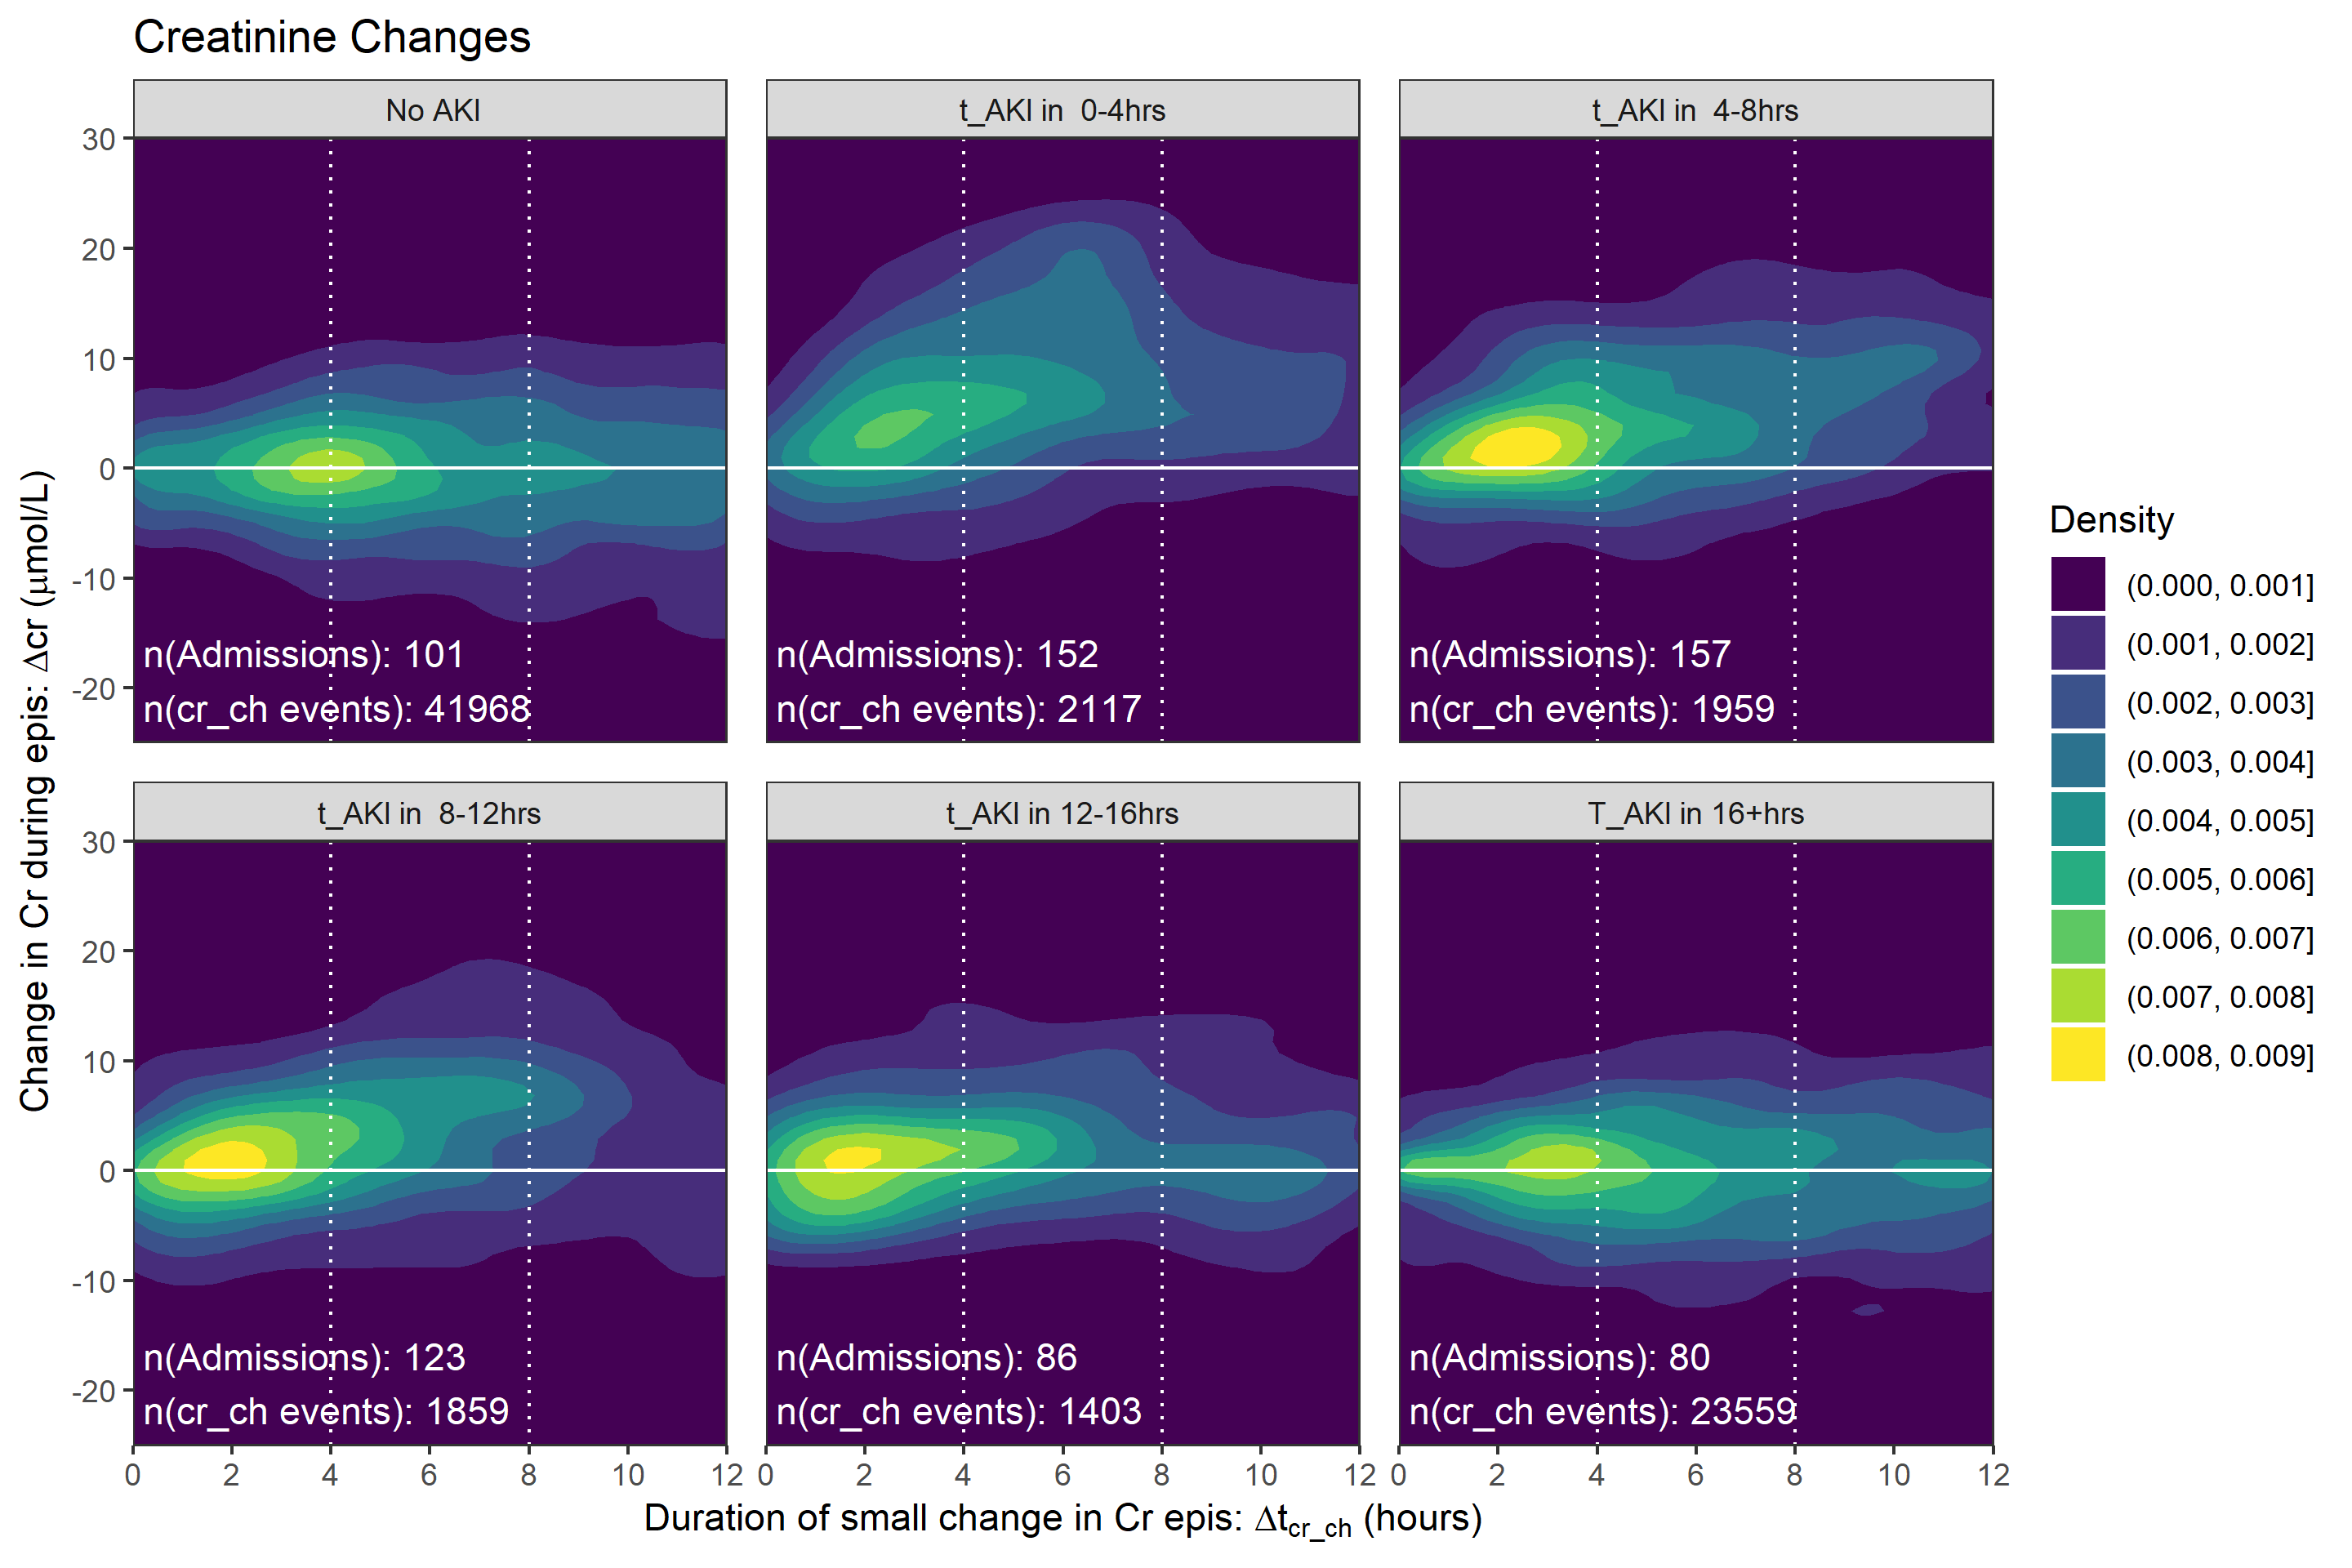 Creatinine Changes
No AKI
t_AKI in  0-4hrs
t_AKI in  4-8hrs
30
20
10
0
-10
-20
n(Admissions): 101
n(cr_ch events): 41968
n(Admissions): 152
n(cr_ch events): 2117
n(Admissions): 157
n(cr_ch events): 1959
t_AKI in  8-12hrs
t_AKI in 12-16hrs
T_AKI in 16+hrs
30
20
10
0
-10
-20
n(Admissions): 123
n(cr_ch events): 1859
n(Admissions): 86
n(cr_ch events): 1403
n(Admissions): 80
n(cr_ch events): 23559
0 2 4 6 8 10 12
0 2 4 6 8 10 12
0 2 4 6 8 10 12
Duration of small change in Cr epis: Δtcr_ch (hours)
Change in Cr during epis: Δcr (μmol/L)
Density
(0.000, 0.001]
(0.001, 0.002]
(0.002, 0.003]
(0.003, 0.004]
(0.004, 0.005]
(0.005, 0.006]
(0.006, 0.007]
(0.007, 0.008]
(0.008, 0.009]